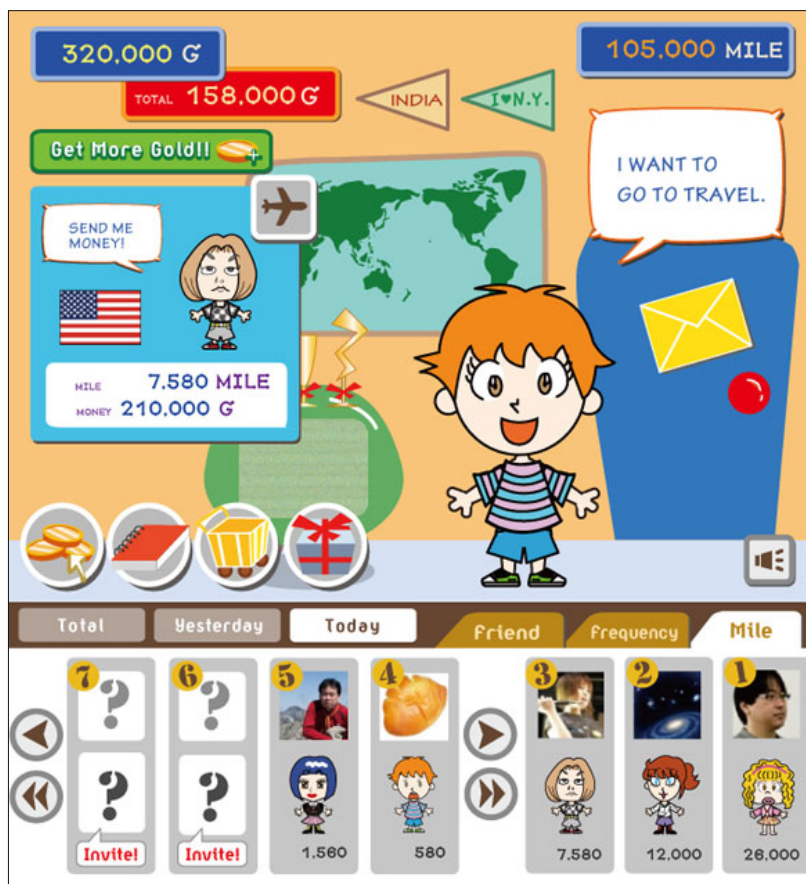 320.000 G
TOTAL 158.000 G
105.000 MILE
INDIA
I♥N.Y.
Get More Gold!!
I WANT TO
GO TO TRAVEL.
SEND ME
MONEY!
MILE 7.580 MILE
MONEY 210.000 G
Total
Yesterday
Today
Friend
Frequency
Mile
7
6
5
4
3
2
1
?
?
?
?
Invite!
Invite!
1.560
580
7.580
12.000
26.000